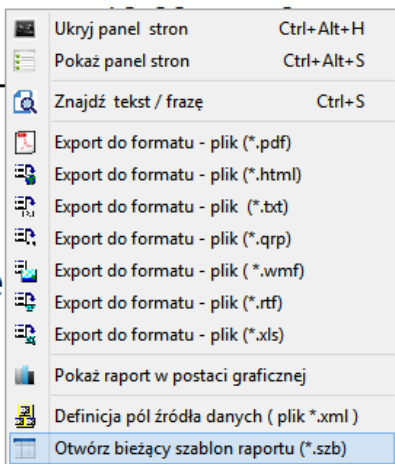 Ukryj panel stron Ctrl+Alt+H
Pokaż panel stron Ctrl+Alt+S
Znajdź tekst / frazę Ctrl+S
Export do formatu - plik (*.pdf)
Export do formatu - plik (*.html)
Export do formatu - plik (*.txt)
Export do formatu - plik (*.qrp)
Export do formatu - plik ( *.wmf)
Export do formatu - plik (*.rtf)
Export do formatu - plik (*.xls)
Pokaż raport w postaci graficznej
Definicja pól źródła danych ( plik *.xml )
Otwórz bieżący szablon raportu (*.szb)